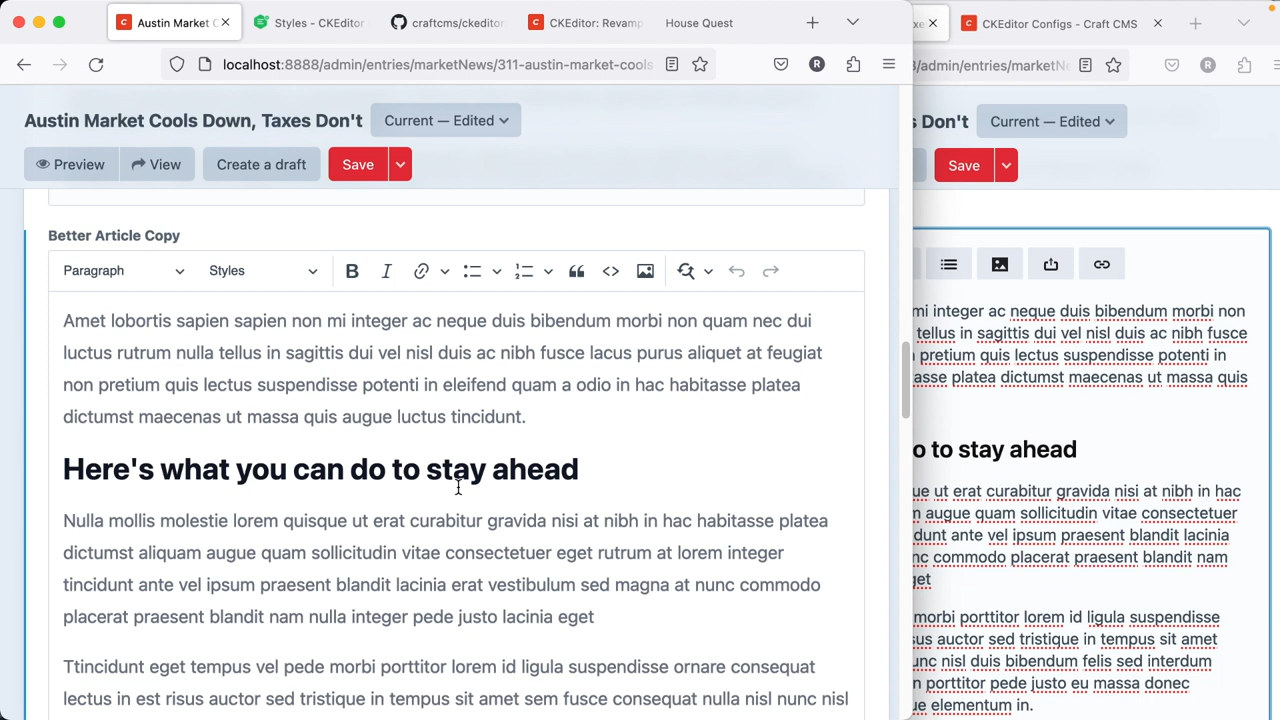 Austin Market C
Styles - CKEditor
craftcms/ckeditor
CKEditor: Revamp
House Quest
CKEditor Configs - Craft CMS
localhost:8888/admin/entries/marketNews/311-austin-market-cools
/admin/entries/marketN
Austin Market Cools Down, Taxes Don't
Current — Edited
s Don't
Current — Edited
Preview
View
Create a draft
Save
Save
Better Article Copy
Paragraph
Styles
Amet lobortis sapien sapien non mi integer ac neque duis bibendum morbi non quam nec dui
luctus rutrum nulla tellus in sagittis dui vel nisl duis ac nibh fusce lacus purus aliquet at feugiat
non pretium quis lectus suspendisse potenti in eleifend quam a odio in hac habitasse platea
dictumst maecenas ut massa quis augue luctus tincidunt.
Here's what you can do to stay ahead
Nulla mollis molestie lorem quisque ut erat curabitur gravida nisi at nibh in hac habitasse platea
dictumst aliquam augue quam sollicitudin vitae consectetuer eget rutrum at lorem integer
tincidunt ante vel ipsum praesent blandit lacinia erat vestibulum sed magna at nunc commodo
placerat praesent blandit nam nulla integer pede justo lacinia eget
Ttincidunt eget tempus vel pede morbi porttitor lorem id ligula suspendisse ornare consequat
lectus in est risus auctor sed tristique in tempus sit amet sem fusce consequat nulla nisl nunc nisl
mi integer ac neque duis bibendum morbi non
tellus in sagittis dui vel nisl duis ac nibh fusce
pretium quis lectus suspendisse potenti in
asse platea dictumst maecenas ut massa quis
o to stay ahead
ue ut erat curabitur gravida nisi at nibh in hac
n augue quam sollicitudin vitae consectetuer
dunt ante vel ipsum praesent blandit lacinia
nc commodo placerat praesent blandit nam
get
morbi porttitor lorem id ligula suspendisse
sus auctor sed tristique in tempus sit amet
unc nisl duis bibendum felis sed interdum
n porttitor pede justo eu massa donec
ue elementum in.